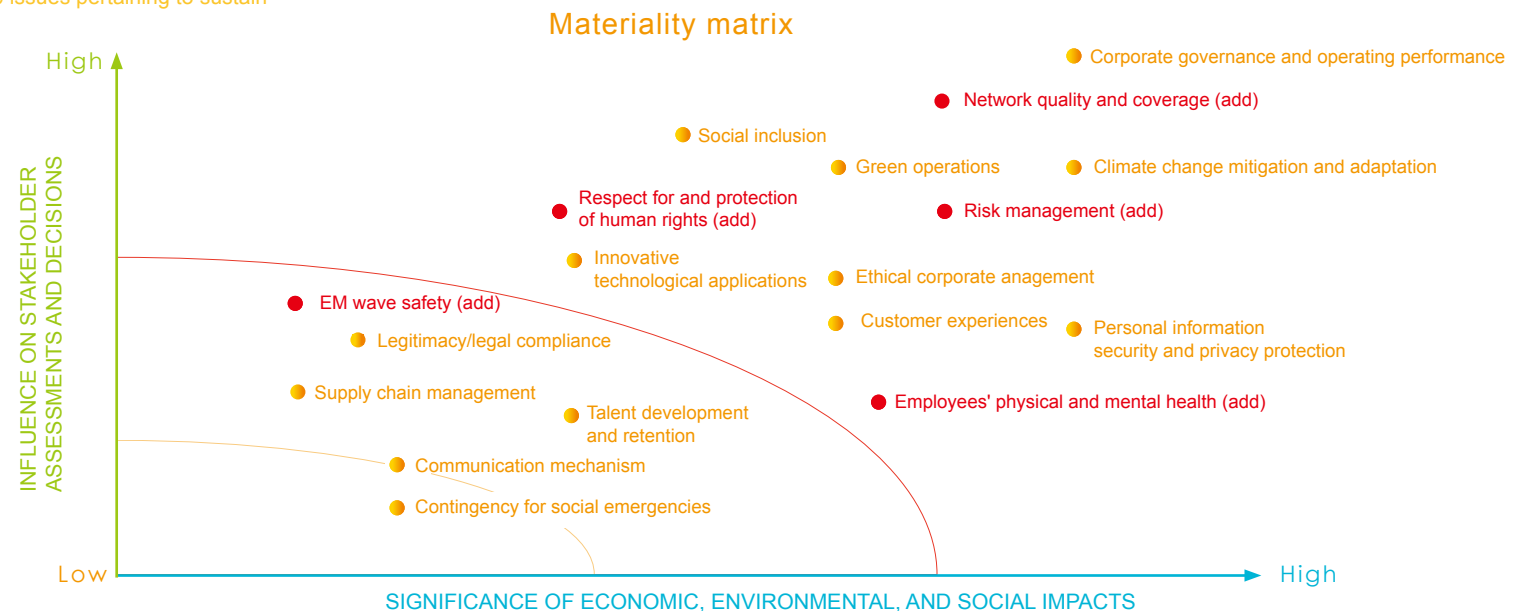 issues pertaining to sustain
Materiality matrix
High
Corporate governance and operating performance
Network quality and coverage (add)
Social inclusion
Green operations
Climate change mitigation and adaptation
Respect for and protection
of human rights (add)
Risk management (add)
Innovative
technological applications
Ethical corporate anagement
EM wave safety (add)
Customer experiences
Personal information
security and privacy protection
Legitimacy/legal compliance
Supply chain management
Employees' physical and mental health (add)
Talent development
and retention
Communication mechanism
Contingency for social emergencies
INFLUENCE ON STAKEHOLDER
ASSESSMENTS AND DECISIONS
Low
High
SIGNIFICANCE OF ECONOMIC, ENVIRONMENTAL, AND SOCIAL IMPACTS